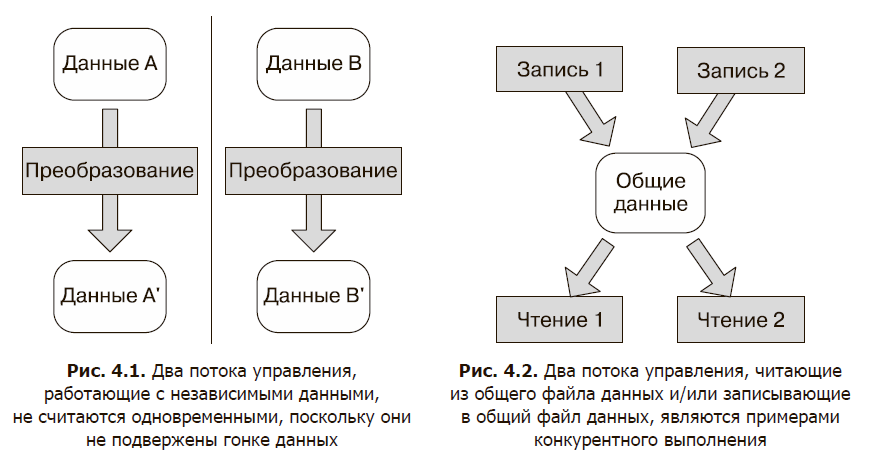 Данные A
Преобразование
Данные A'
Данные B
Преобразование
Данные B'
Рис. 4.1. Два потока управления,
работающие с независимыми данными,
не считаются одновременными, поскольку они
не подвержены гонке данных
Запись 1
Запись 2
Общие
данные
Чтение 1
Чтение 2
Рис. 4.2. Два потока управления, читающие
из общего файла данных и/или записывающие
в общий файл данных, являются примерами
конкурентного выполнения